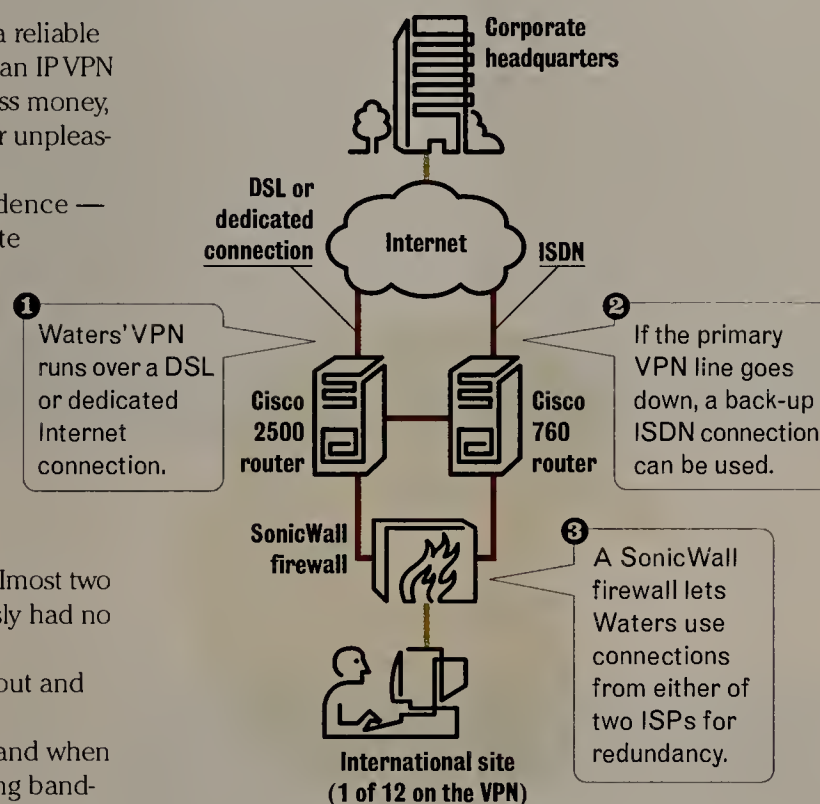 a reliable
an IP VPN
ss money,
r unpleas-
dence —
te
lmost two
sly had no
out and
and when
ng band-
Corporate
headquarters
DSL or
dedicated
connection
Internet
ISDN
1
Waters' VPN
runs over a DSL
or dedicated
Internet
connection.
2
If the primary
VPN line goes
down, a back-up
ISDN connection
can be used.
Cisco
2500
router
Cisco
760
router
SonicWall
firewall
3
A SonicWall
firewall lets
Waters use
connections
from either of
two ISPs for
redundancy.
International site
(1 of 12 on the VPN)